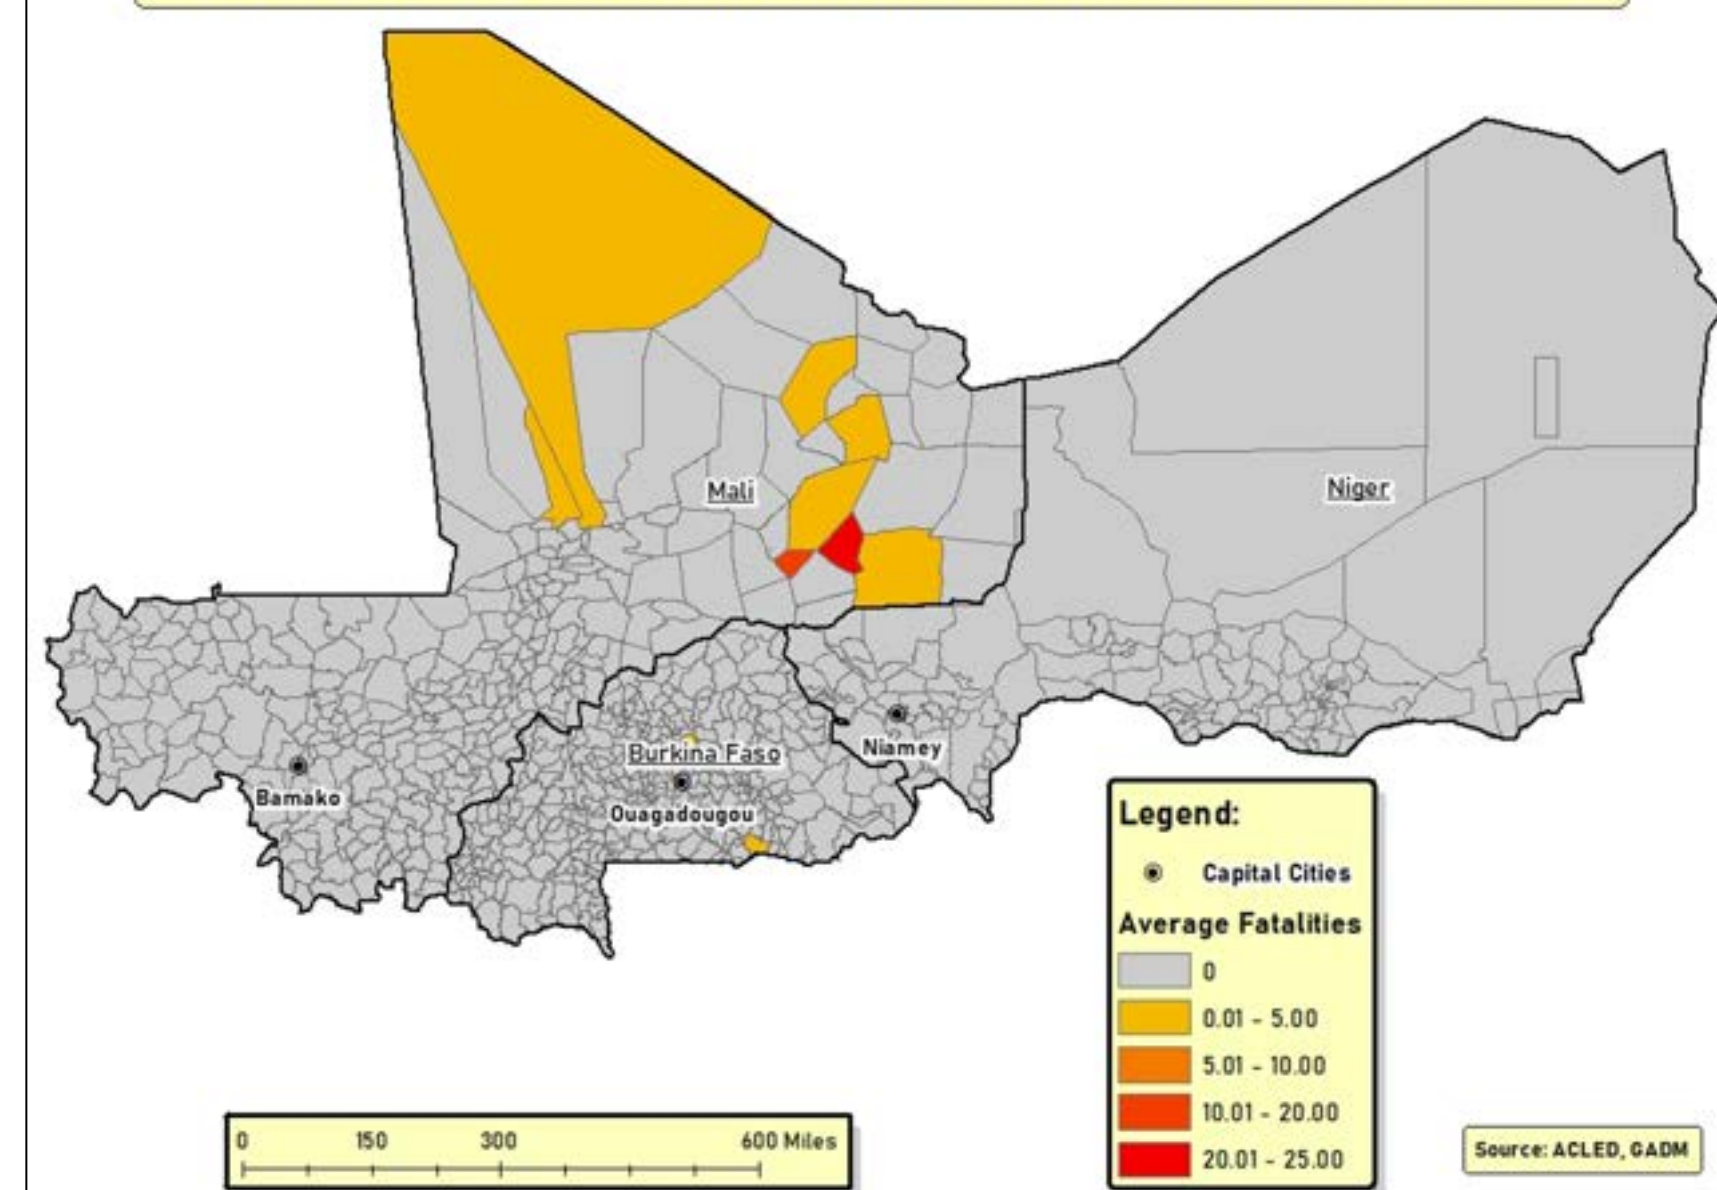 Mali
Niger
Burkina Faso
Niamey
Bamako
Ouagadougou
Legend:
Capital Cities
Average Fatalities
0
0.01 - 5.00
5.01 - 10.00
10.01 - 20.00
20.01 - 25.00
0 150 300 600 Miles
Source: ACLED, GADM